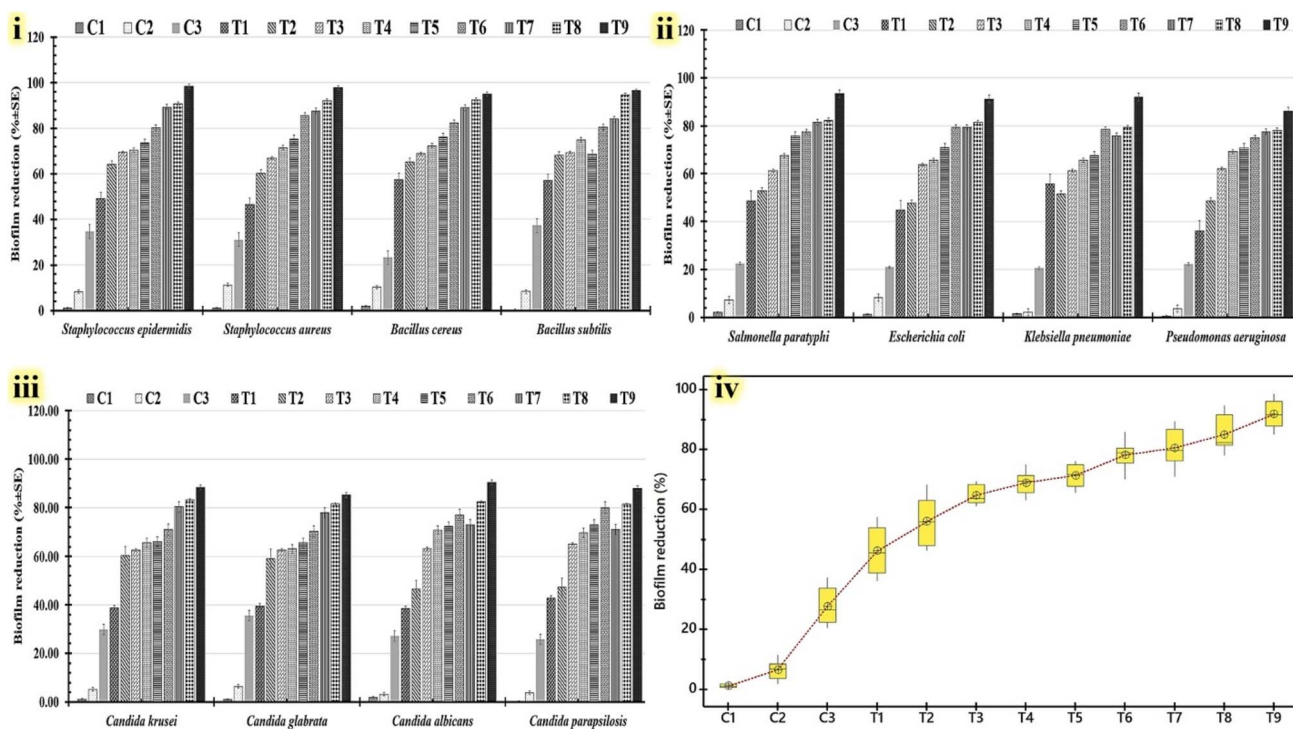 i
C1 C2 C3 T1 T2 T3 T4 T5 T6 T7 T8 T9
Biofilm reduction (%±SE)
120
100
80
60
40
20
0
Staphylococcus epidermidis Staphylococcus aureus Bacillus cereus Bacillus subtilis
ii
C1 C2 C3 T1 T2 T3 T4 T5 T6 T7 T8 T9
Biofilm reduction (%±SE)
120
100
80
60
40
20
0
Salmonella paratyphi Escherichia coli Klebsiella pneumoniae Pseudomonas aeruginosa
iii
C1 C2 C3 T1 T2 T3 T4 T5 T6 T7 T8 T9
Biofilm reduction (%±SE)
120.00
100.00
80.00
60.00
40.00
20.00
0.00
Candida krusei Candida glabrata Candida albicans Candida parapsilosis
iv
Biofilm reduction (%)
100
80
60
40
20
0
C1 C2 C3 T1 T2 T3 T4 T5 T6 T7 T8 T9